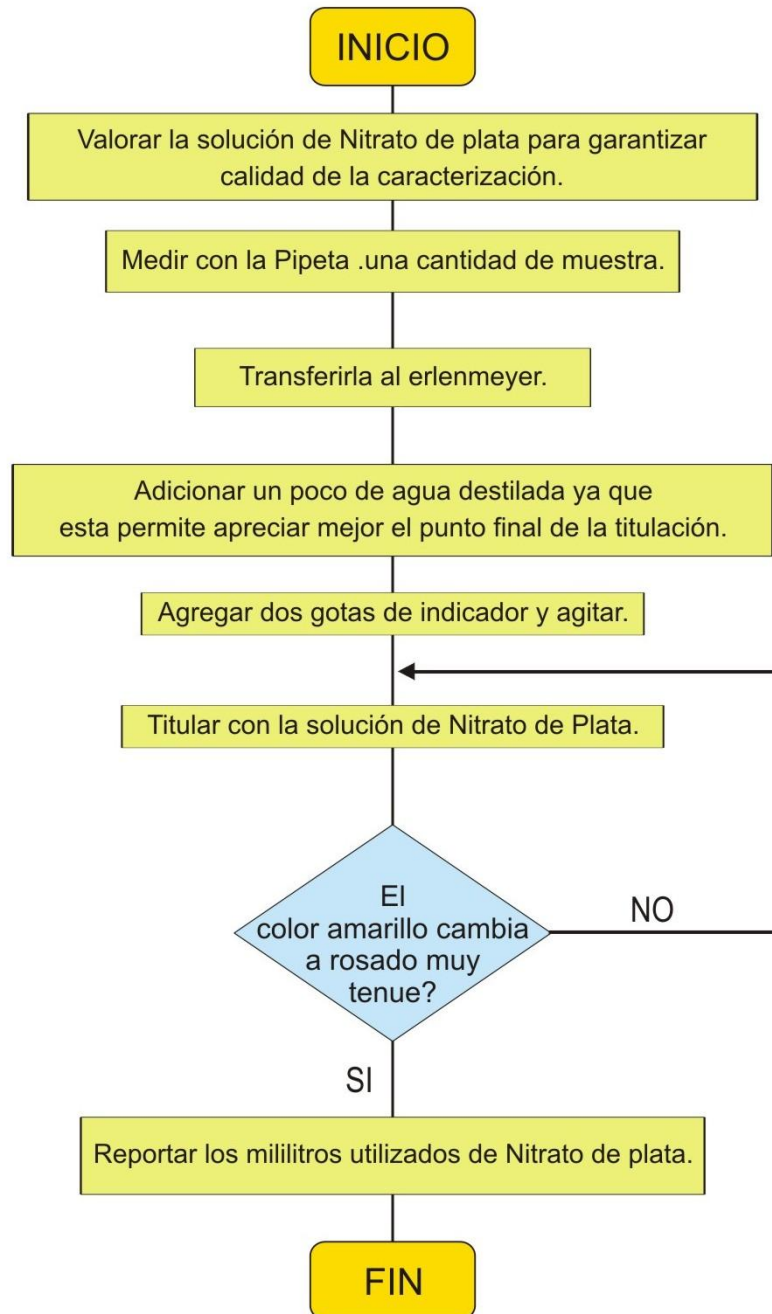 INICIO
Valorar la solución de Nitrato de plata para garantizar
calidad de la caracterización.
Medir con la Pipeta .una cantidad de muestra.
Transferirla al erlenmeyer.
Adicionar un poco de agua destilada ya que
esta permite apreciar mejor el punto final de la titulación.
Agregar dos gotas de indicador y agitar.
Titular con la solución de Nitrato de Plata.
El
color amarillo cambia
a rosado muy
tenue?
NO
SI
Reportar los mililitros utilizados de Nitrato de plata.
FIN